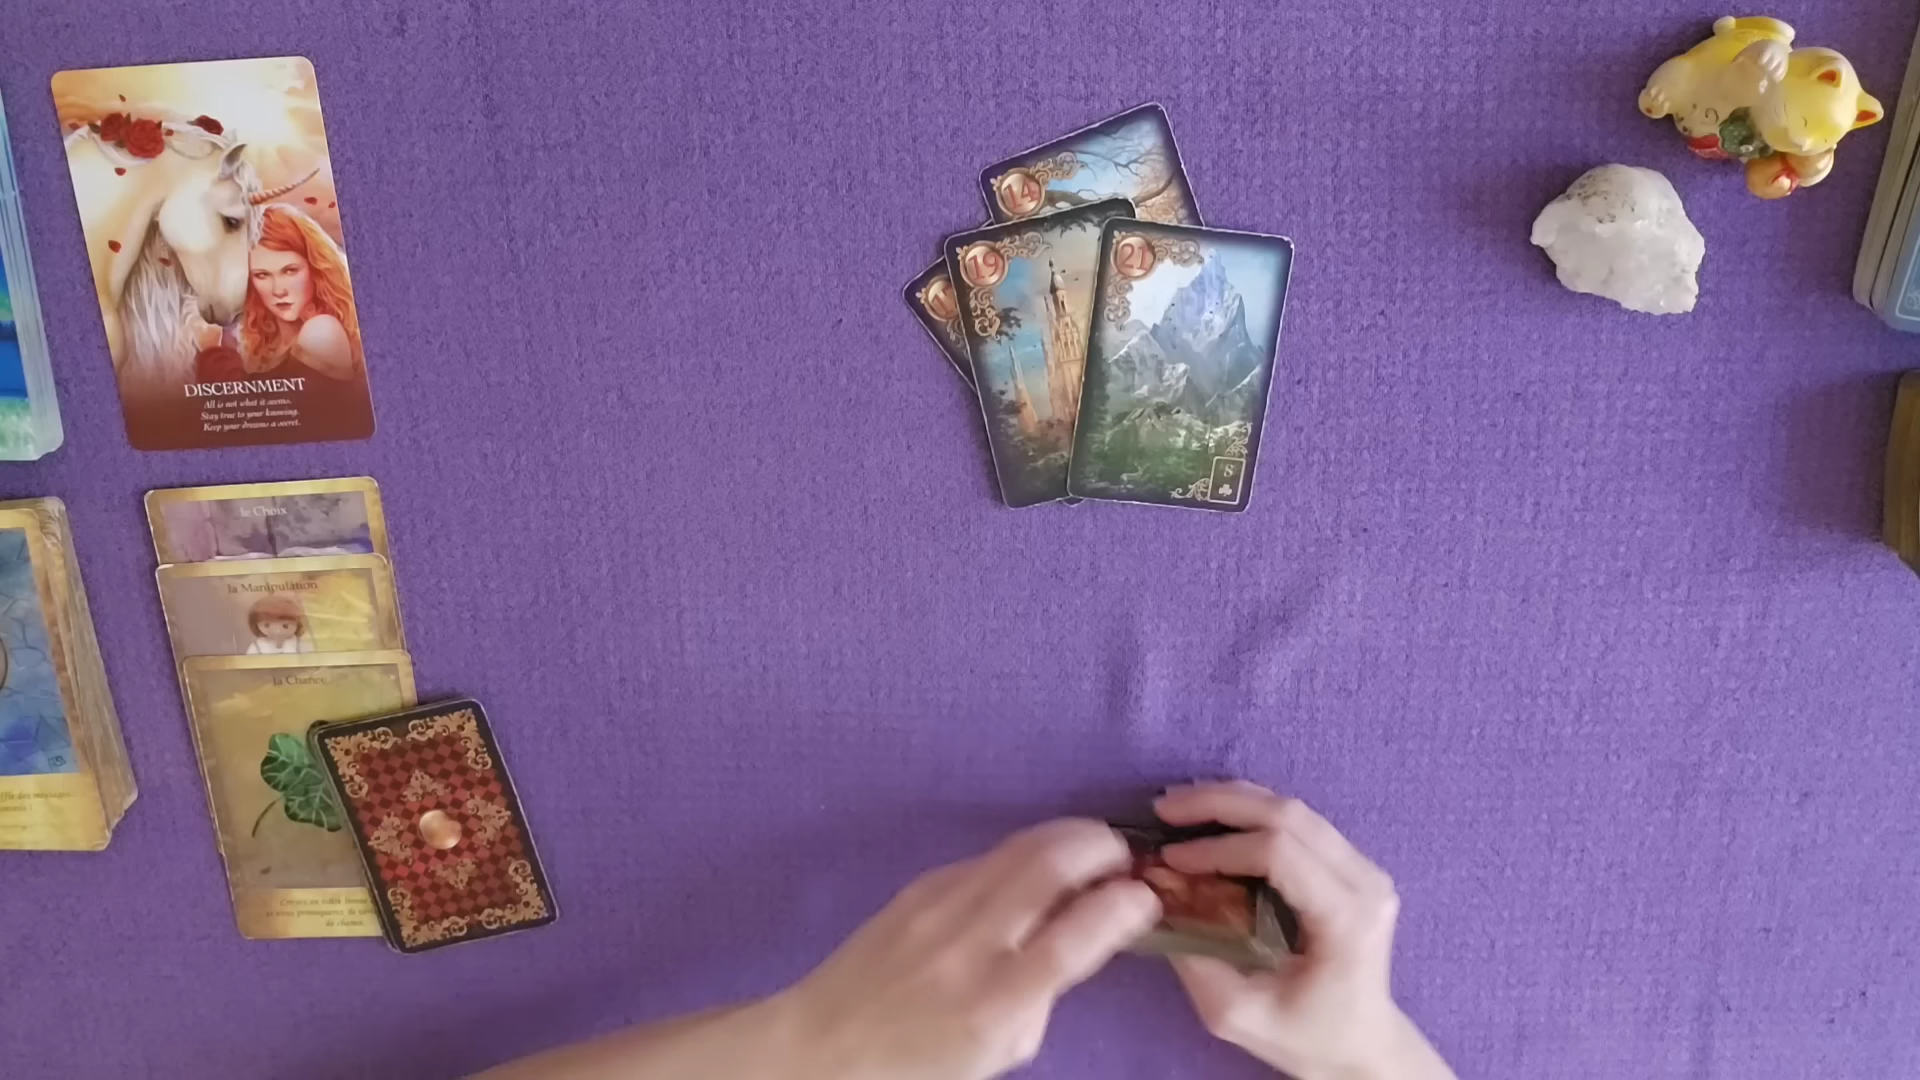 DISCERNMENT
All is not what it seems.
Stay true to your knowing.
Keep your dreams a secret.
le Choix
la Manipulation
la Chance
14
19
21
8